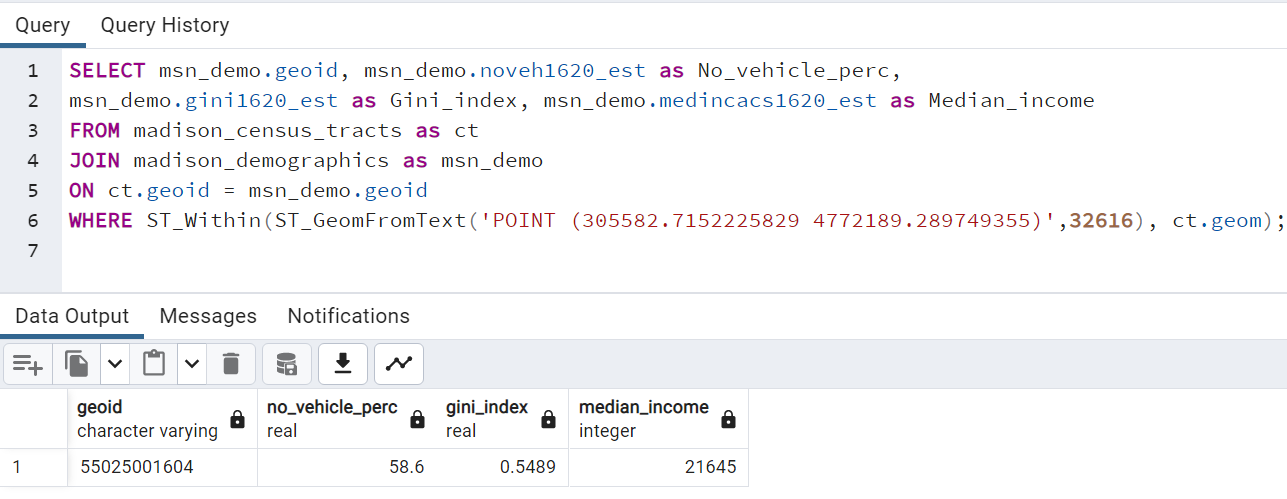 Query Query History
1 SELECT msn_demo.geoid, msn_demo.noveh1620_est as No_vehicle_perc,
2 msn_demo.gini1620_est as Gini_index, msn_demo.medincacs1620_est as Median_income
3 FROM madison_census_tracts as ct
4 JOIN madison_demographics as msn_demo
5 ON ct.geoid = msn_demo.geoid
6 WHERE ST_Within(ST_GeomFromText('POINT (305582.7152225829 4772189.289749355)',32616), ct.geom);
7
Data Output Messages Notifications
geoid no_vehicle_perc gini_index median_income
character varying real real integer
1 55025001604 58.6 0.5489 21645